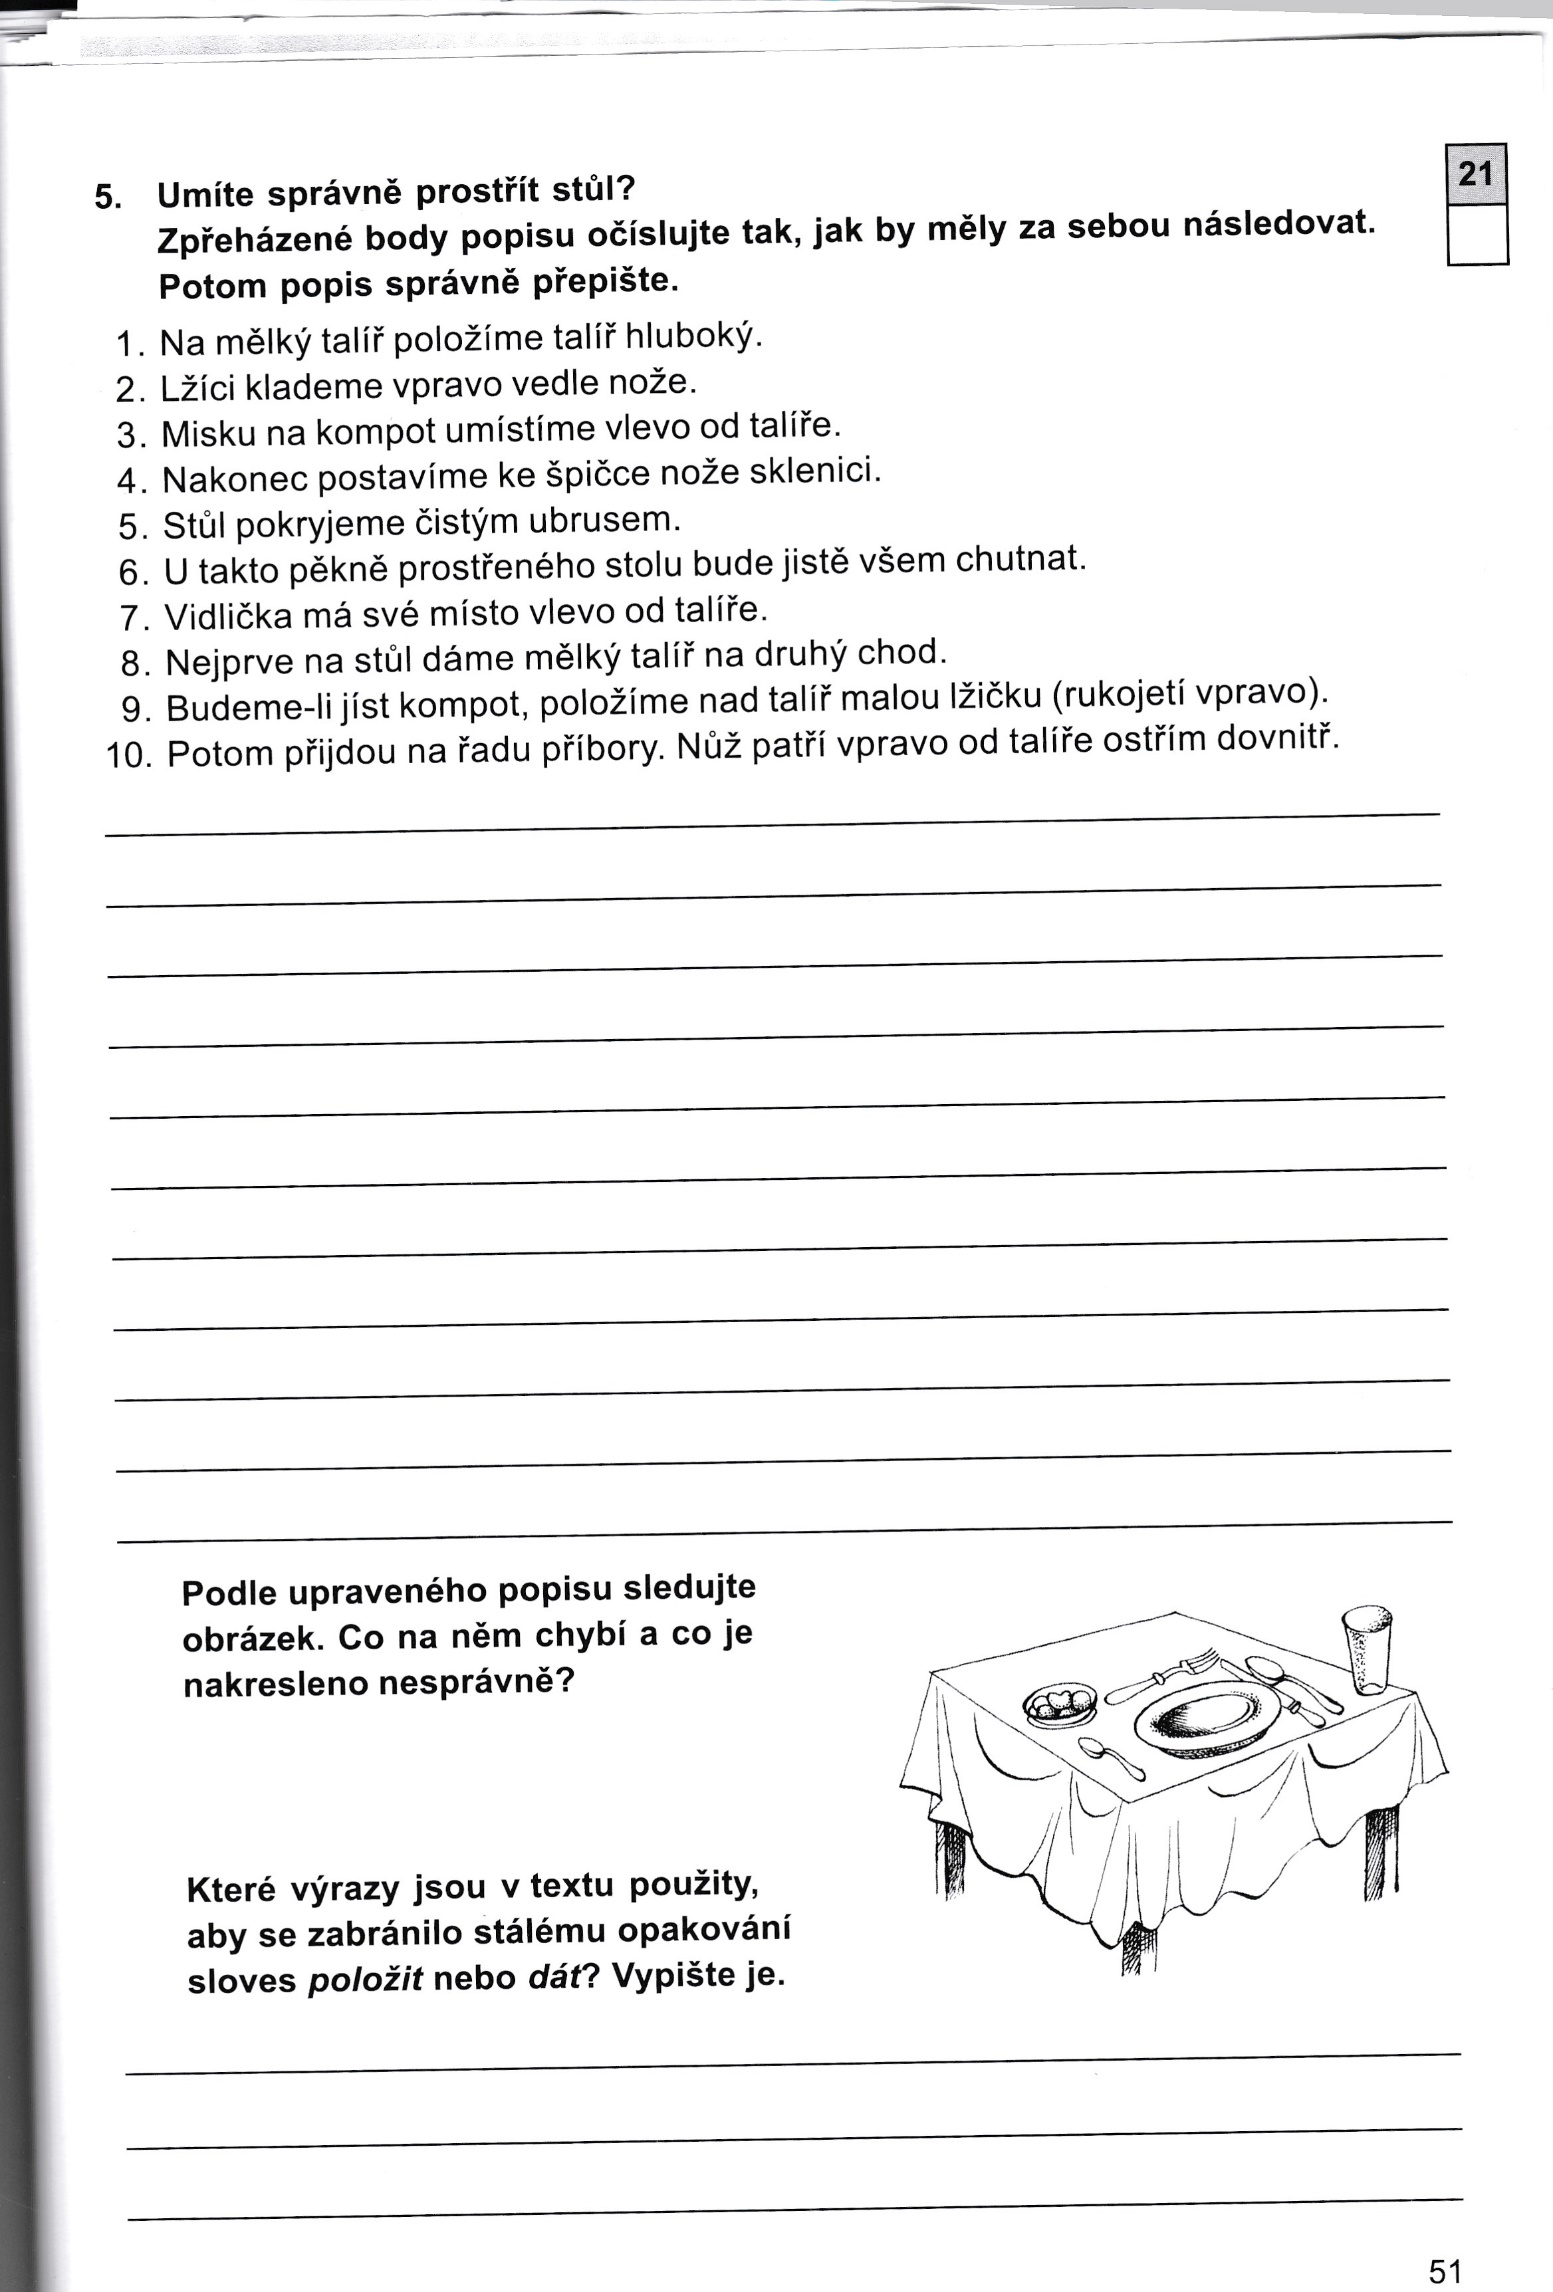 21
5. Umíte správně prostřít stůl?
Zpřeházené body popisu očíslujte tak, jak by měly za sebou následovat.
Potom popis správně přepište.
1. Na mělký talíř položíme talíř hluboký.
2. Lžíci klademe vpravo vedle nože.
3. Misku na kompot umístíme vlevo od talíře.
4. Nakonec postavíme ke špičce nože sklenici.
5. Stůl pokryjeme čistým ubrusem.
6. U takto pěkně prostřeného stolu bude jistě všem chutnat.
7. Vidlička má své místo vlevo od talíře.
8. Nejprve na stůl dáme mělký talíř na druhý chod.
9. Budeme-li jíst kompot, položíme nad talíř malou lžičku (rukojetí vpravo).
10. Potom přijdou na řadu příbory. Nůž patří vpravo od talíře ostřím dovnitř.
Podle upraveného popisu sledujte
obrázek. Co na něm chybí a co je
nakresleno nesprávně?
Které výrazy jsou v textu použity,
aby se zabránilo stálému opakování
sloves položit nebo dát? Vypište je.
51